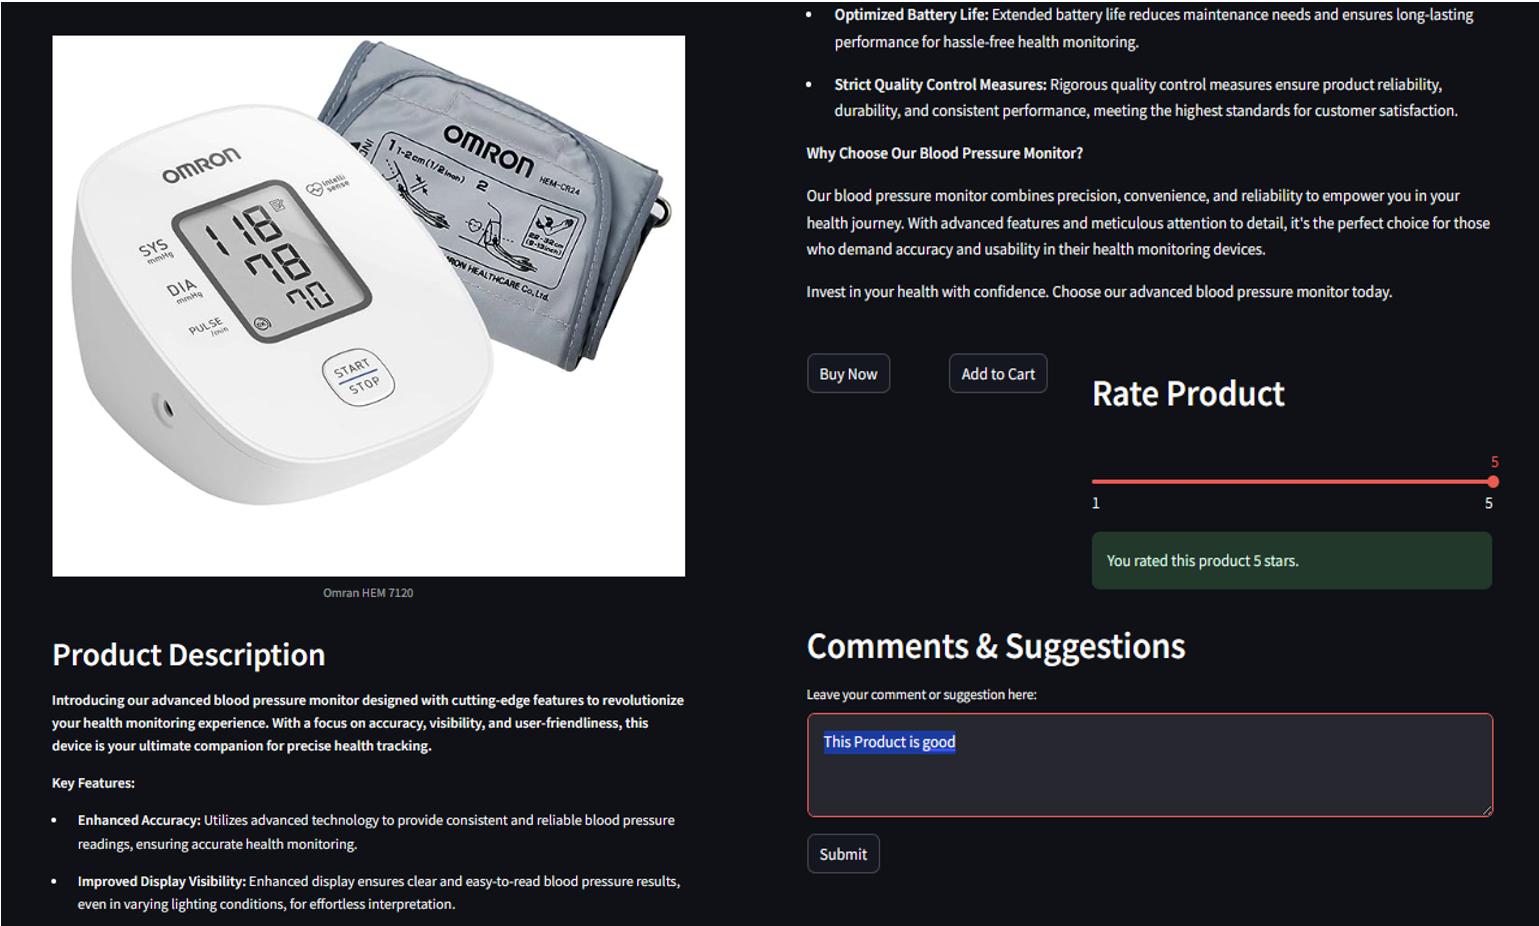 OMRON
intelli
sense
118
78
70
SYS
mmHg
DIA
mmHg
PULSE
/min
OK
START
STOP
OMRON
HEM-CR24
1 1-2cm(1/2inch) 2
22-32cm
(9-13inch)
OMRON HEALTHCARE Co.,Ltd.
Omran HEM 7120
Product Description
Introducing our advanced blood pressure monitor designed with cutting-edge features to revolutionize
your health monitoring experience. With a focus on accuracy, visibility, and user-friendliness, this
device is your ultimate companion for precise health tracking.
Key Features:
• Enhanced Accuracy: Utilizes advanced technology to provide consistent and reliable blood pressure
readings, ensuring accurate health monitoring.
• Improved Display Visibility: Enhanced display ensures clear and easy-to-read blood pressure results,
even in varying lighting conditions, for effortless interpretation.
• Optimized Battery Life: Extended battery life reduces maintenance needs and ensures long-lasting
performance for hassle-free health monitoring.
• Strict Quality Control Measures: Rigorous quality control measures ensure product reliability,
durability, and consistent performance, meeting the highest standards for customer satisfaction.
Why Choose Our Blood Pressure Monitor?
Our blood pressure monitor combines precision, convenience, and reliability to empower you in your
health journey. With advanced features and meticulous attention to detail, it's the perfect choice for those
who demand accuracy and usability in their health monitoring devices.
Invest in your health with confidence. Choose our advanced blood pressure monitor today.
Buy Now
Add to Cart
Rate Product
5
1
5
You rated this product 5 stars.
Comments & Suggestions
Leave your comment or suggestion here:
This Product is good
Submit